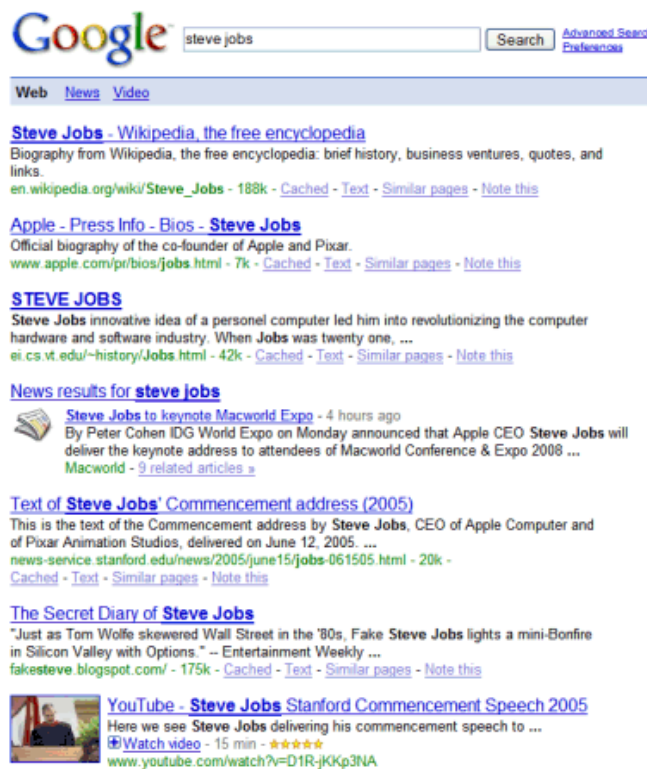 Google™
steve jobs
Search
Advanced Searc
Preferences
Web News Video
Steve Jobs - Wikipedia, the free encyclopedia
Biography from Wikipedia, the free encyclopedia: brief history, business ventures, quotes, and
links.
en.wikipedia.org/wiki/Steve_Jobs - 188k - Cached - Text - Similar pages - Note this
Apple - Press Info - Bios - Steve Jobs
Official biography of the co-founder of Apple and Pixar.
www.apple.com/pr/bios/jobs.html - 7k - Cached - Text - Similar pages - Note this
STEVE JOBS
Steve Jobs innovative idea of a personel computer led him into revolutionizing the computer
hardware and software industry. When Jobs was twenty one, ...
ei.cs.vt.edu/~history/Jobs.html - 42k - Cached - Text - Similar pages - Note this
News results for steve jobs
Steve Jobs to keynote Macworld Expo - 4 hours ago
By Peter Cohen IDG World Expo on Monday announced that Apple CEO Steve Jobs will
deliver the keynote address to attendees of Macworld Conference & Expo 2008 ...
Macworld - 9 related articles »
Text of Steve Jobs' Commencement address (2005)
This is the text of the Commencement address by Steve Jobs, CEO of Apple Computer and
of Pixar Animation Studios, delivered on June 12, 2005. ...
news-service.stanford.edu/news/2005/june15/jobs-061505.html - 20k -
Cached - Text - Similar pages - Note this
The Secret Diary of Steve Jobs
"Just as Tom Wolfe skewered Wall Street in the '80s, Fake Steve Jobs lights a mini-Bonfire
in Silicon Valley with Options." -- Entertainment Weekly ...
fakesteve.blogspot.com/ - 175k - Cached - Text - Similar pages - Note this
YouTube - Steve Jobs Stanford Commencement Speech 2005
Here we see Steve Jobs delivering his commencement speech to ...
Watch video - 15 min -
www.youtube.com/watch?v=D1R-jKKp3NA